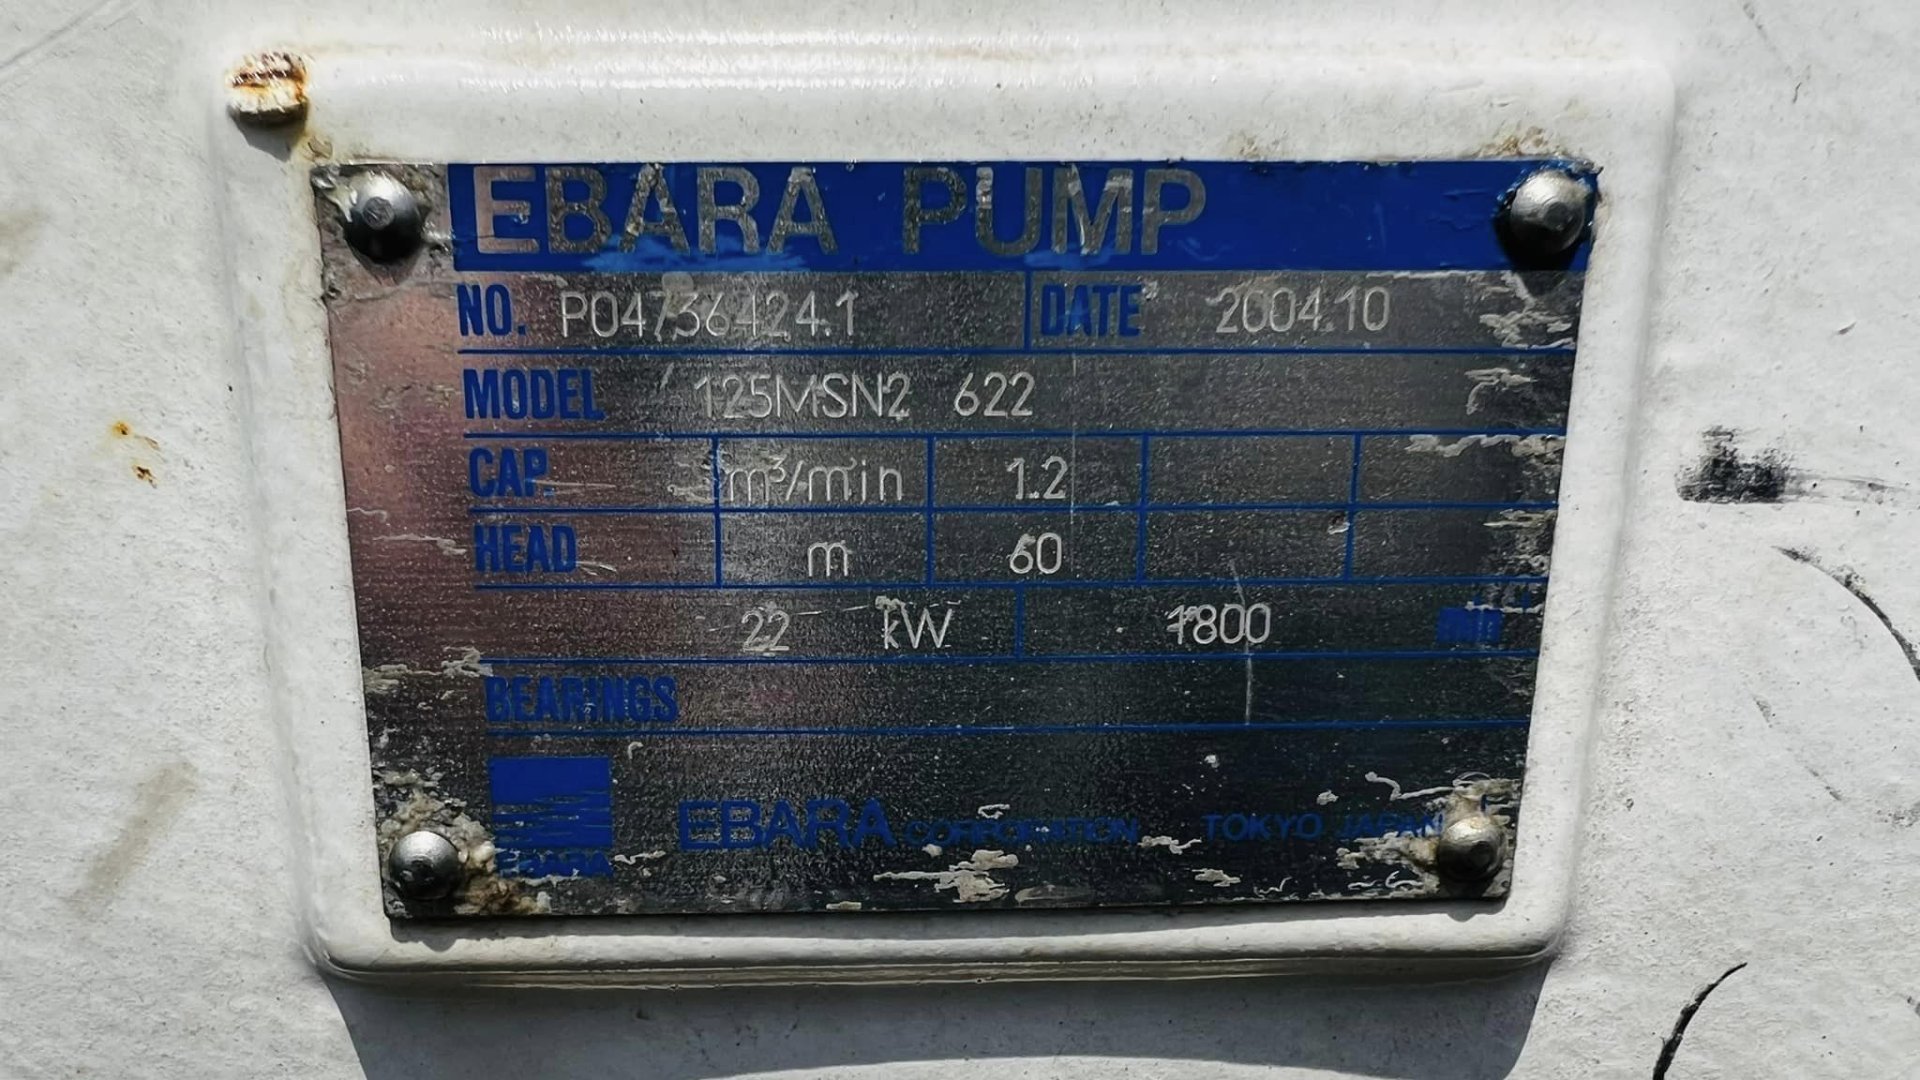 EBARA PUMP
NO. P04736424.1 DATE 2004.10
MODEL 125MSN2 622
CAP. m³/min 1.2
HEAD m 60
22 kW 1800 min
BEARINGS
EBARA
EBARA CORPORATION TOKYO JAPAN